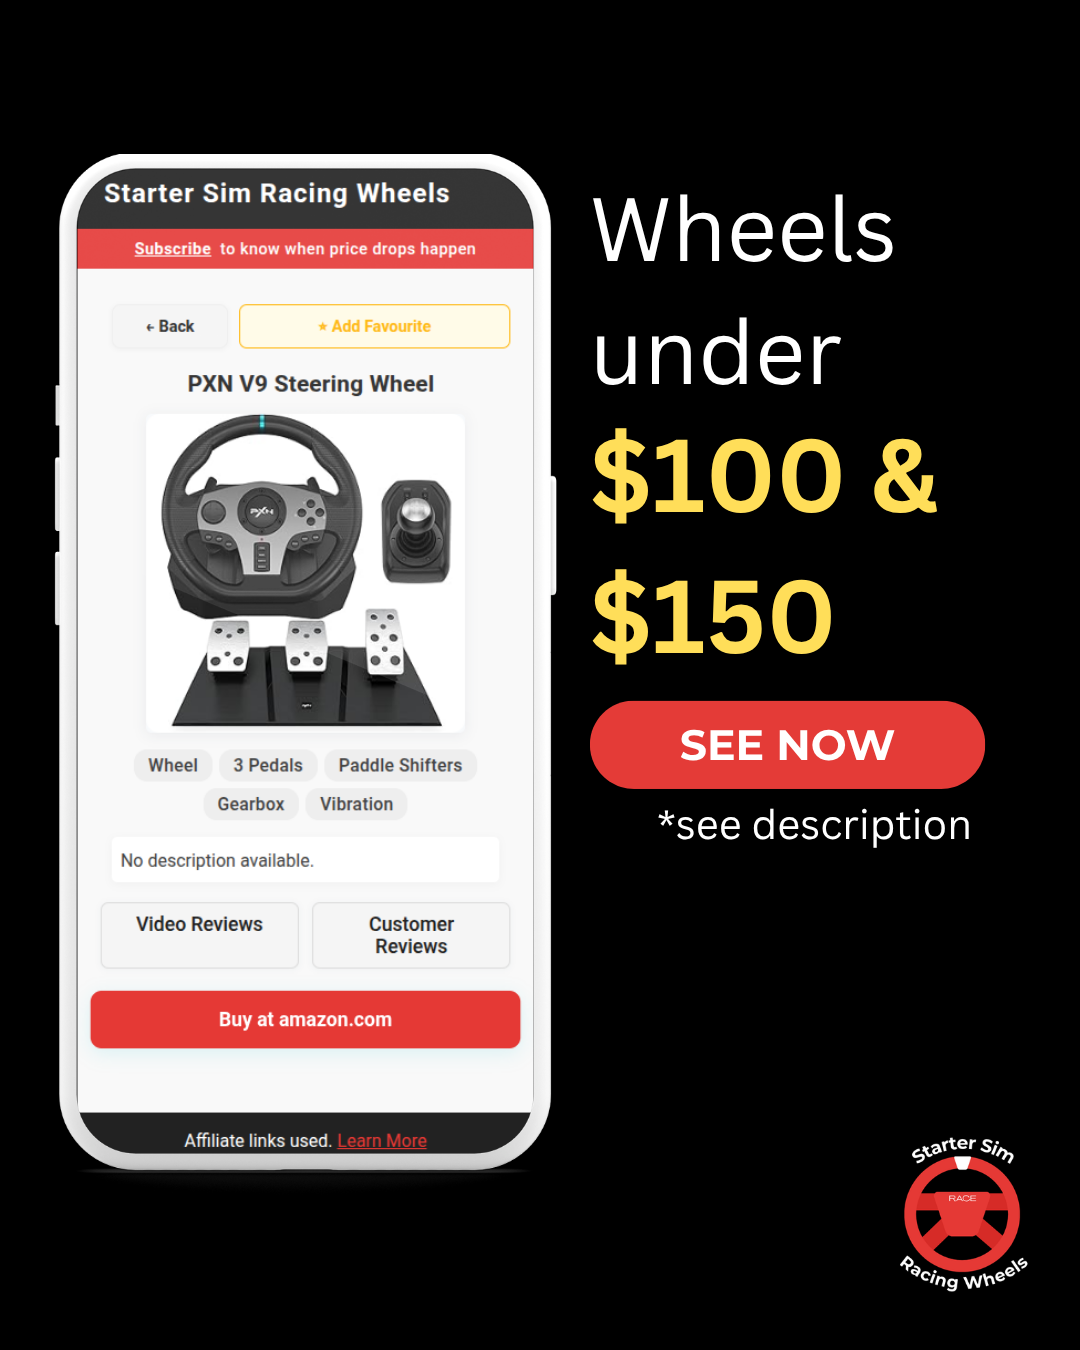 Starter Sim Racing Wheels
Subscribe to know when price drops happen
← Back
★ Add Favourite
PXN V9 Steering Wheel
PXN
Wheel
3 Pedals
Paddle Shifters
Gearbox
Vibration
No description available.
Video Reviews
Customer
Reviews
Buy at amazon.com
Affiliate links used. Learn More
Wheels
under
$100 &
$150
SEE NOW
*see description
Starter Sim
RACE
Racing Wheels